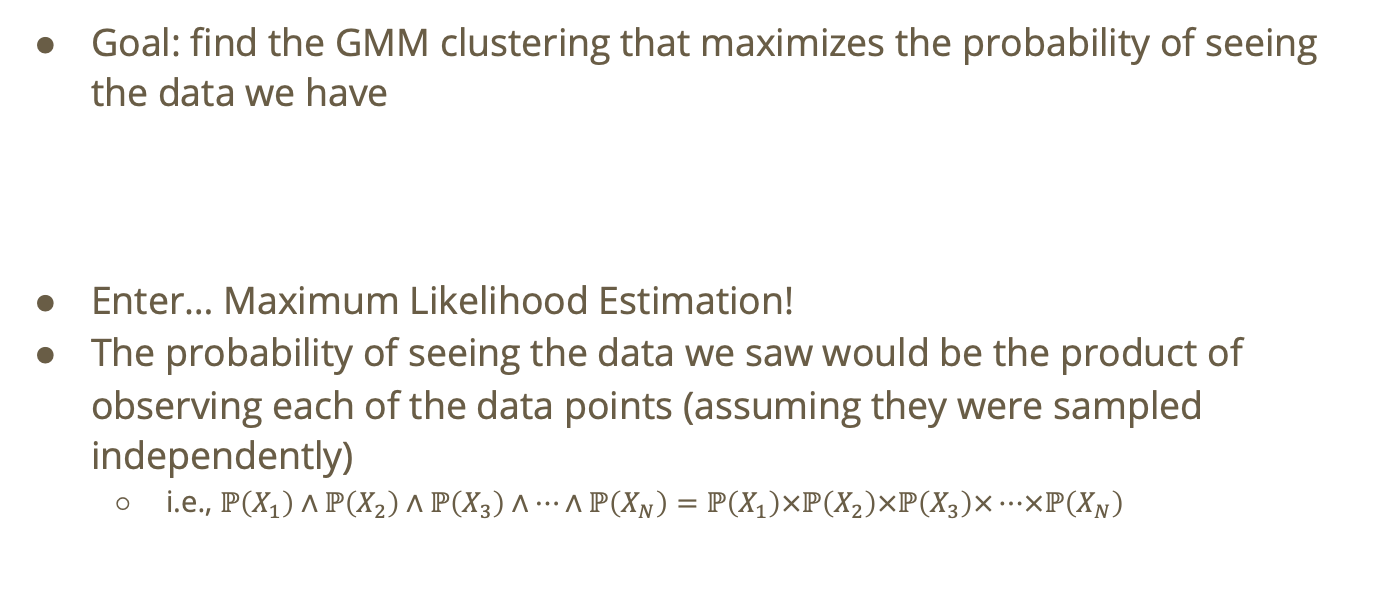 ● Goal: find the GMM clustering that maximizes the probability of seeing
the data we have
● Enter... Maximum Likelihood Estimation!
● The probability of seeing the data we saw would be the product of
observing each of the data points (assuming they were sampled
independently)
○ i.e., ℙ(𝑋₁) ∧ ℙ(𝑋₂) ∧ ℙ(𝑋₃) ∧ ⋯ ∧ ℙ(𝑋_N) = ℙ(𝑋₁)×ℙ(𝑋₂)×ℙ(𝑋₃)× ⋯×ℙ(𝑋_N)